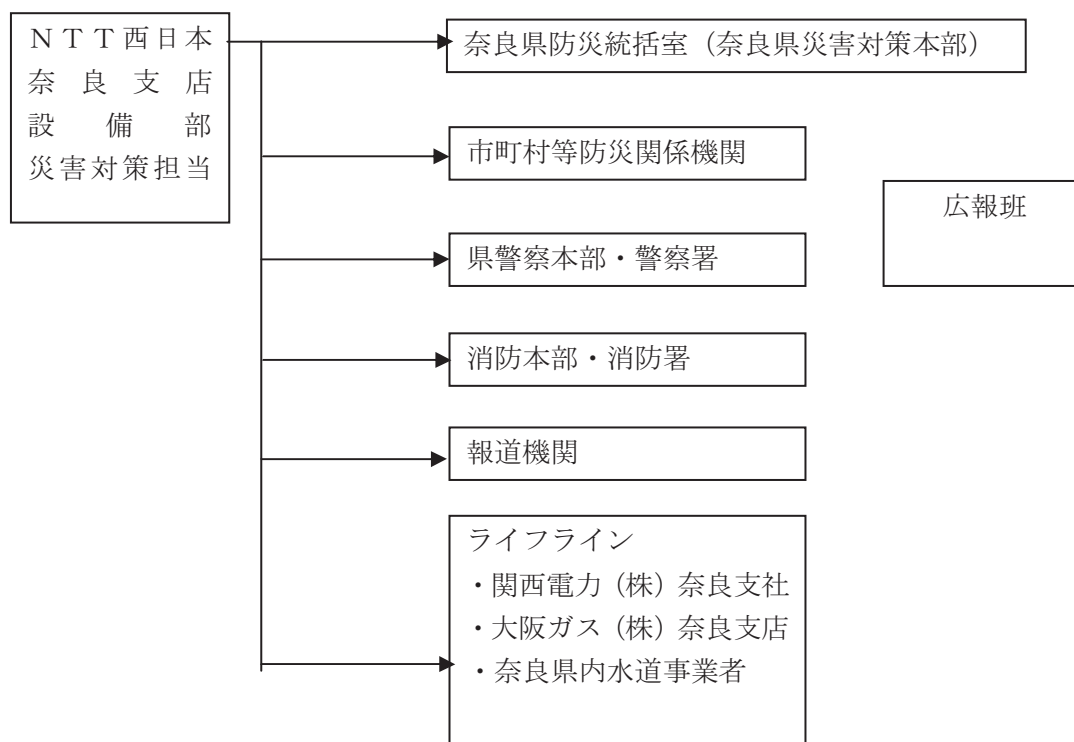 ＮＴＴ西日本
奈良支店
設備部
災害対策担当
奈良県防災統括室（奈良県災害対策本部）
市町村等防災関係機関
広報班
県警察本部・警察署
消防本部・消防署
報道機関
ライフライン
・関西電力（株）奈良支社
・大阪ガス（株）奈良支店
・奈良県内水道事業者